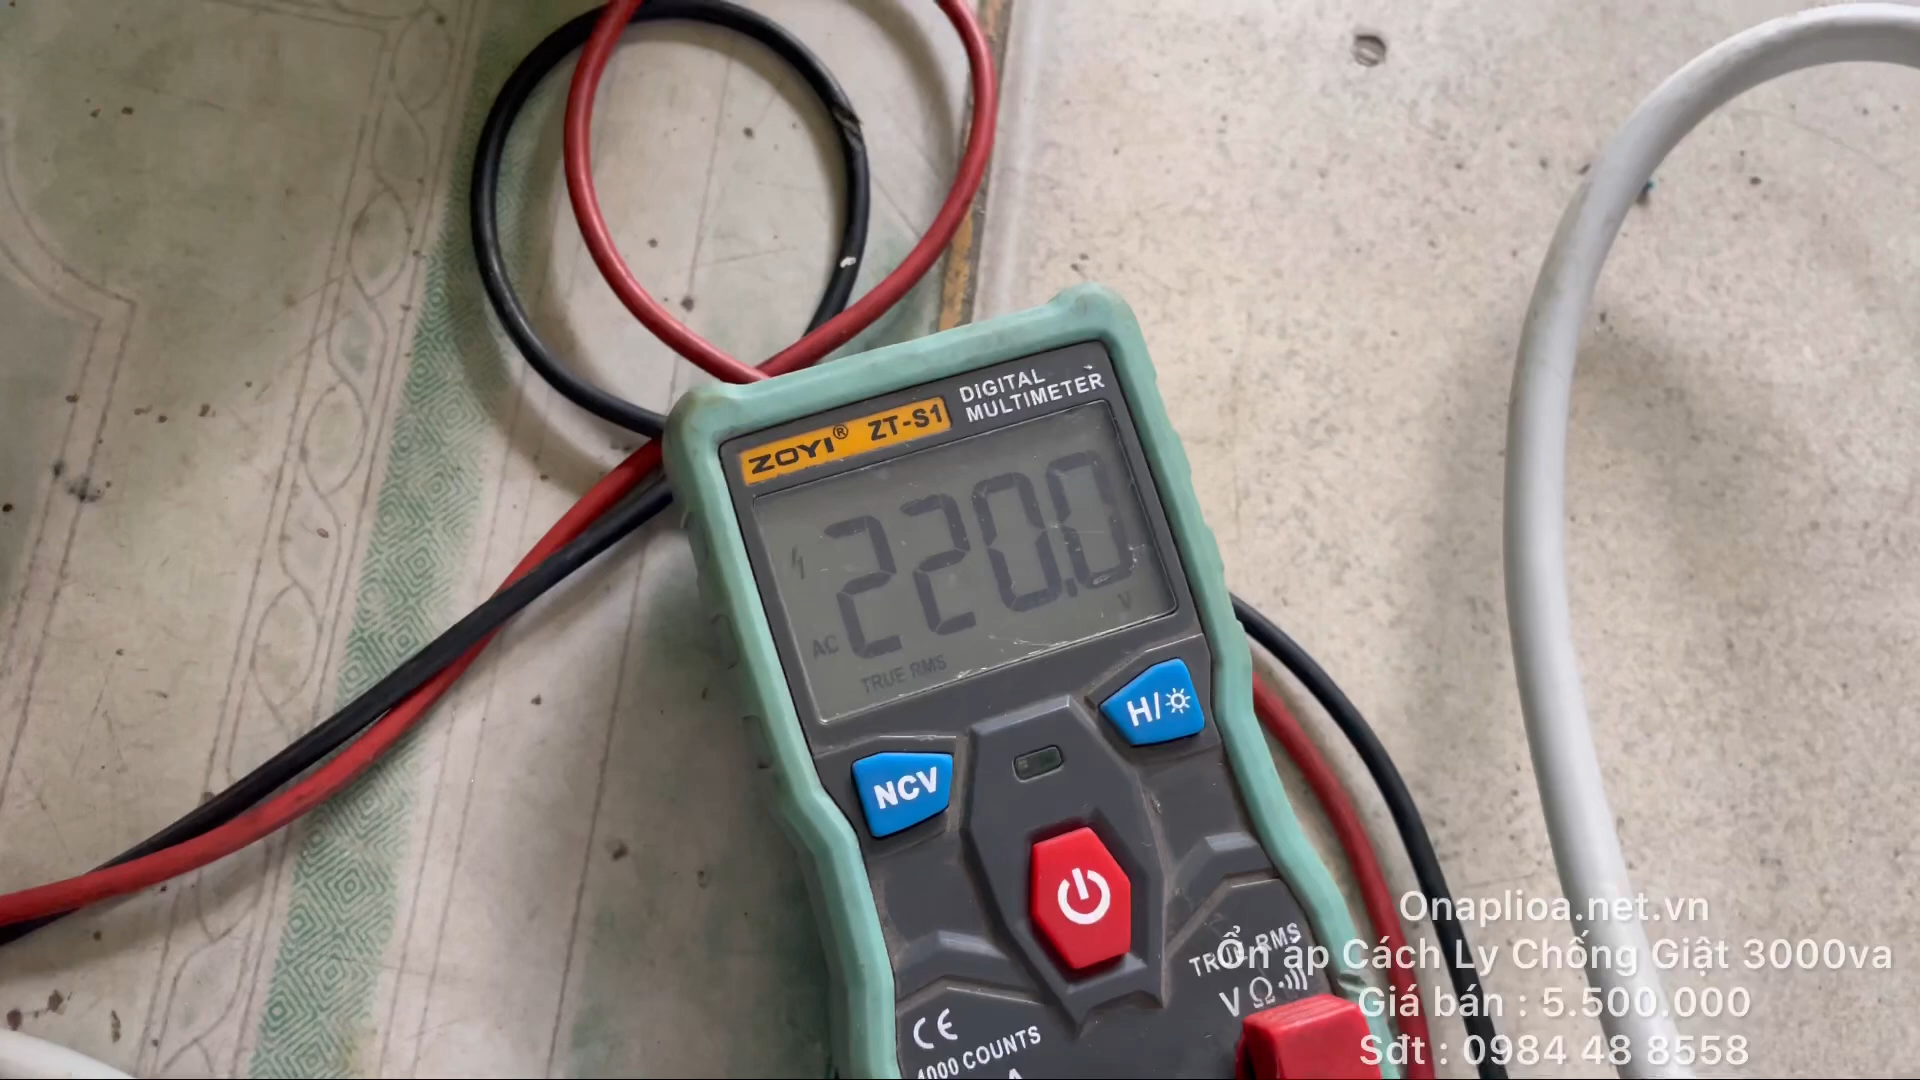 DIGITAL
MULTIMETER
ZOYI® ZT-S1
220.0
V
AC
TRUE RMS
H/
NCV
TRUE RMS
V Ω
CE
4000 COUNTS
Onaplioa.net.vn
Ổn áp Cách Ly Chống Giật 3000va
Giá bán : 5.500.000
Sđt : 0984 48 8558